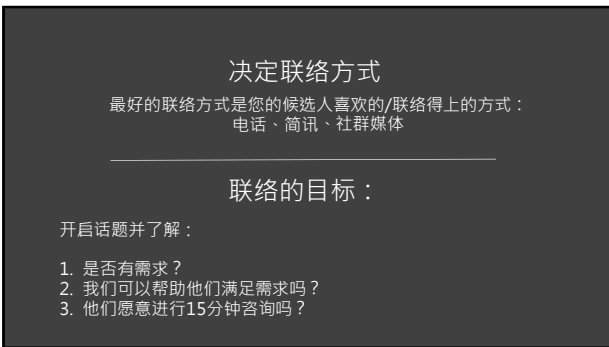 决定联络方式
最好的联络方式是您的候选人喜欢的/联络得上的方式：
电话、简讯、社群媒体
联络的目标：
开启话题并了解：
1. 是否有需求？
2. 我们可以帮助他们满足需求吗？
3. 他们愿意进行15分钟咨询吗？